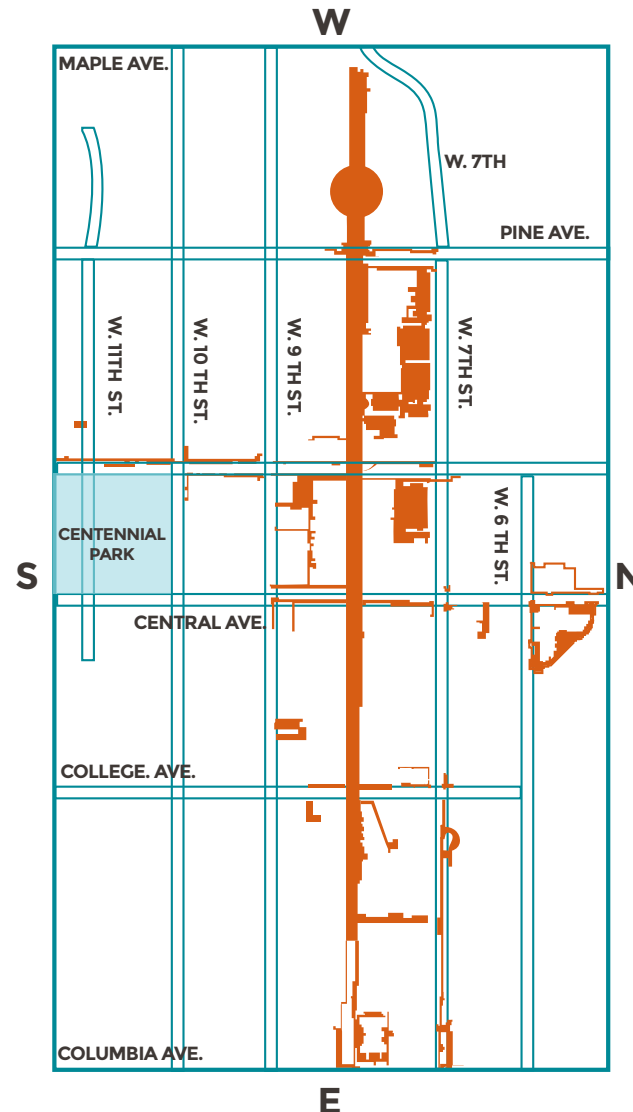 W
MAPLE AVE.
W. 7TH
PINE AVE.
W. 11TH ST.
W. 10 TH ST.
W. 9 TH ST.
W. 7TH ST.
W. 6 TH ST.
CENTENNIAL
PARK
S
N
CENTRAL AVE.
COLLEGE. AVE.
COLUMBIA AVE.
E